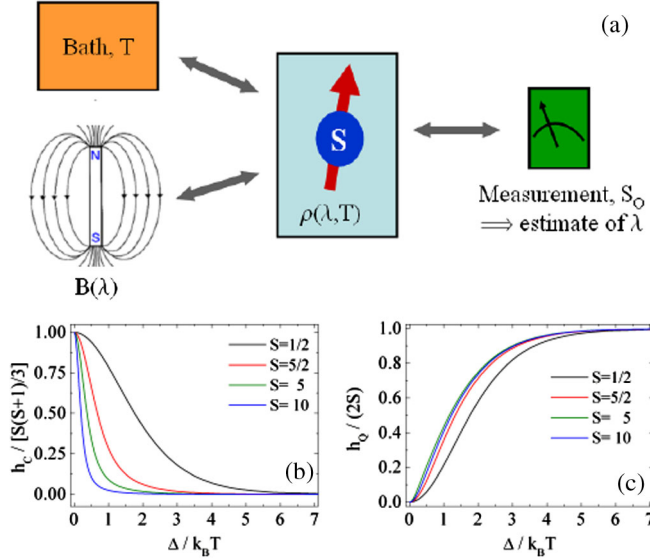 (a)
Bath, T
N
S
S
ρ(λ,T)
B(λ)
Measurement, S_Q
⟹ estimate of λ
h_C / [S(S+1)/3]
1.00
0.75
0.50
0.25
0.00
S=1/2
S=5/2
S= 5
S= 10
(b)
0 1 2 3 4 5 6 7
Δ / k_B T
h_Q / (2S)
1.0
0.8
0.6
0.4
0.2
0.0
S=1/2
S=5/2
S= 5
S= 10
(c)
0 1 2 3 4 5 6 7
Δ / k_B T